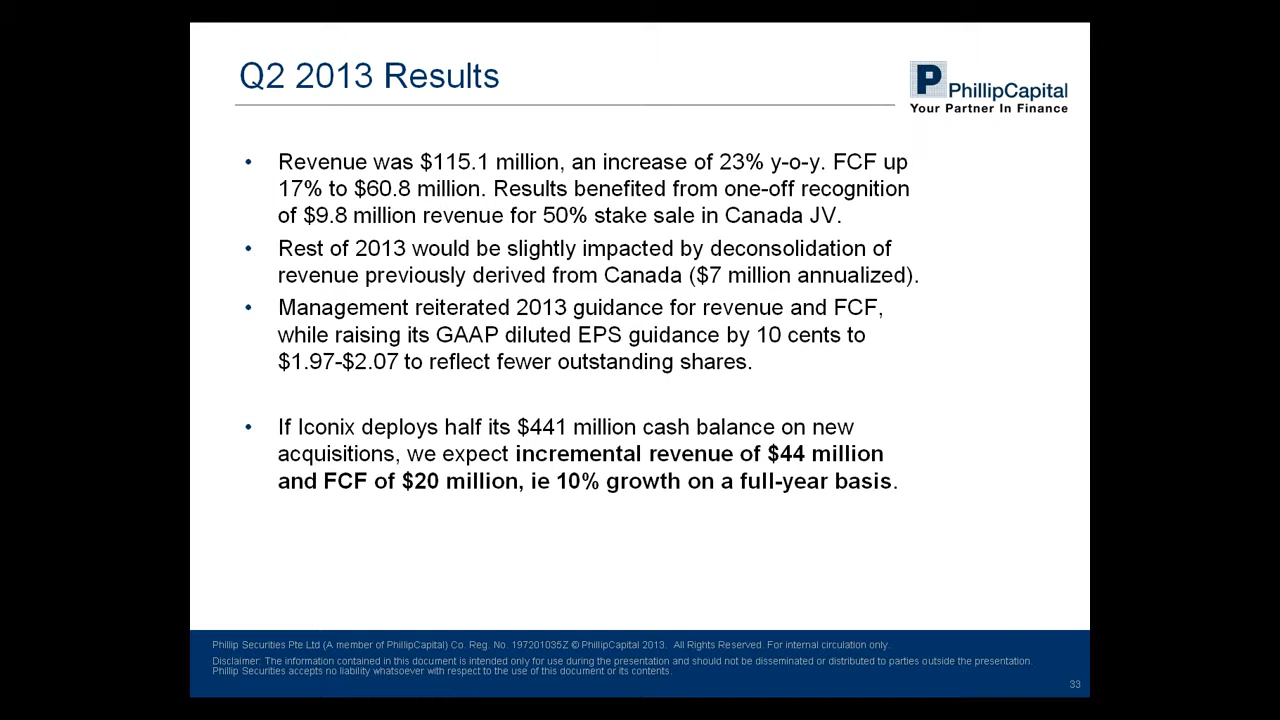 Q2 2013 Results
P PhillipCapital
Your Partner In Finance
• Revenue was $115.1 million, an increase of 23% y-o-y. FCF up
17% to $60.8 million. Results benefited from one-off recognition
of $9.8 million revenue for 50% stake sale in Canada JV.
• Rest of 2013 would be slightly impacted by deconsolidation of
revenue previously derived from Canada ($7 million annualized).
• Management reiterated 2013 guidance for revenue and FCF,
while raising its GAAP diluted EPS guidance by 10 cents to
$1.97-$2.07 to reflect fewer outstanding shares.
• If Iconix deploys half its $441 million cash balance on new
acquisitions, we expect incremental revenue of $44 million
and FCF of $20 million, ie 10% growth on a full-year basis.
Phillip Securities Pte Ltd (A member of PhillipCapital) Co. Reg. No. 197201035Z © PhillipCapital 2013. All Rights Reserved. For internal circulation only.
Disclaimer: The information contained in this document is intended only for use during the presentation and should not be disseminated or distributed to parties outside the presentation.
Phillip Securities accepts no liability whatsoever with respect to the use of this document or its contents.
33